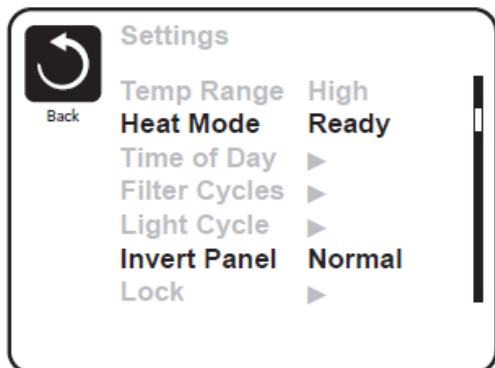 Settings
Back
Temp Range High
Heat Mode Ready
Time of Day ▶
Filter Cycles ▶
Light Cycle ▶
Invert Panel Normal
Lock ▶